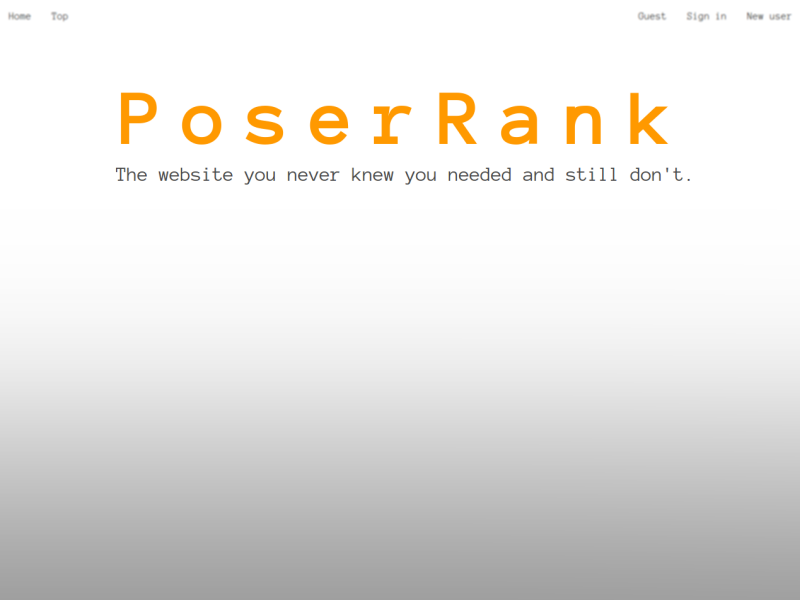 Home Top Guest Sign in New user
PoserRank
The website you never knew you needed and still don't.